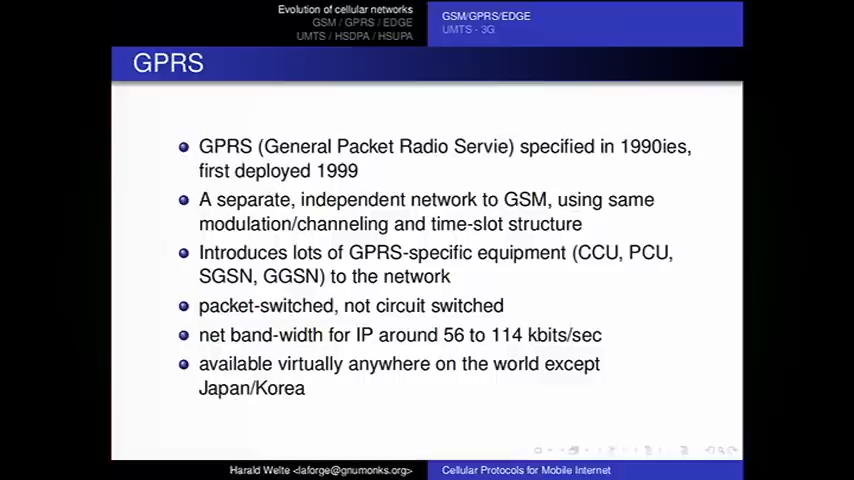 Evolution of cellular networks
GSM / GPRS / EDGE
UMTS / HSDPA / HSUPA
GSM/GPRS/EDGE
UMTS - 3G
GPRS
GPRS (General Packet Radio Servie) specified in 1990ies,
first deployed 1999
A separate, independent network to GSM, using same
modulation/channeling and time-slot structure
Introduces lots of GPRS-specific equipment (CCU, PCU,
SGSN, GGSN) to the network
packet-switched, not circuit switched
net band-width for IP around 56 to 114 kbits/sec
available virtually anywhere on the world except
Japan/Korea
Harald Welte <laforge@gnumonks.org>
Cellular Protocols for Mobile Internet